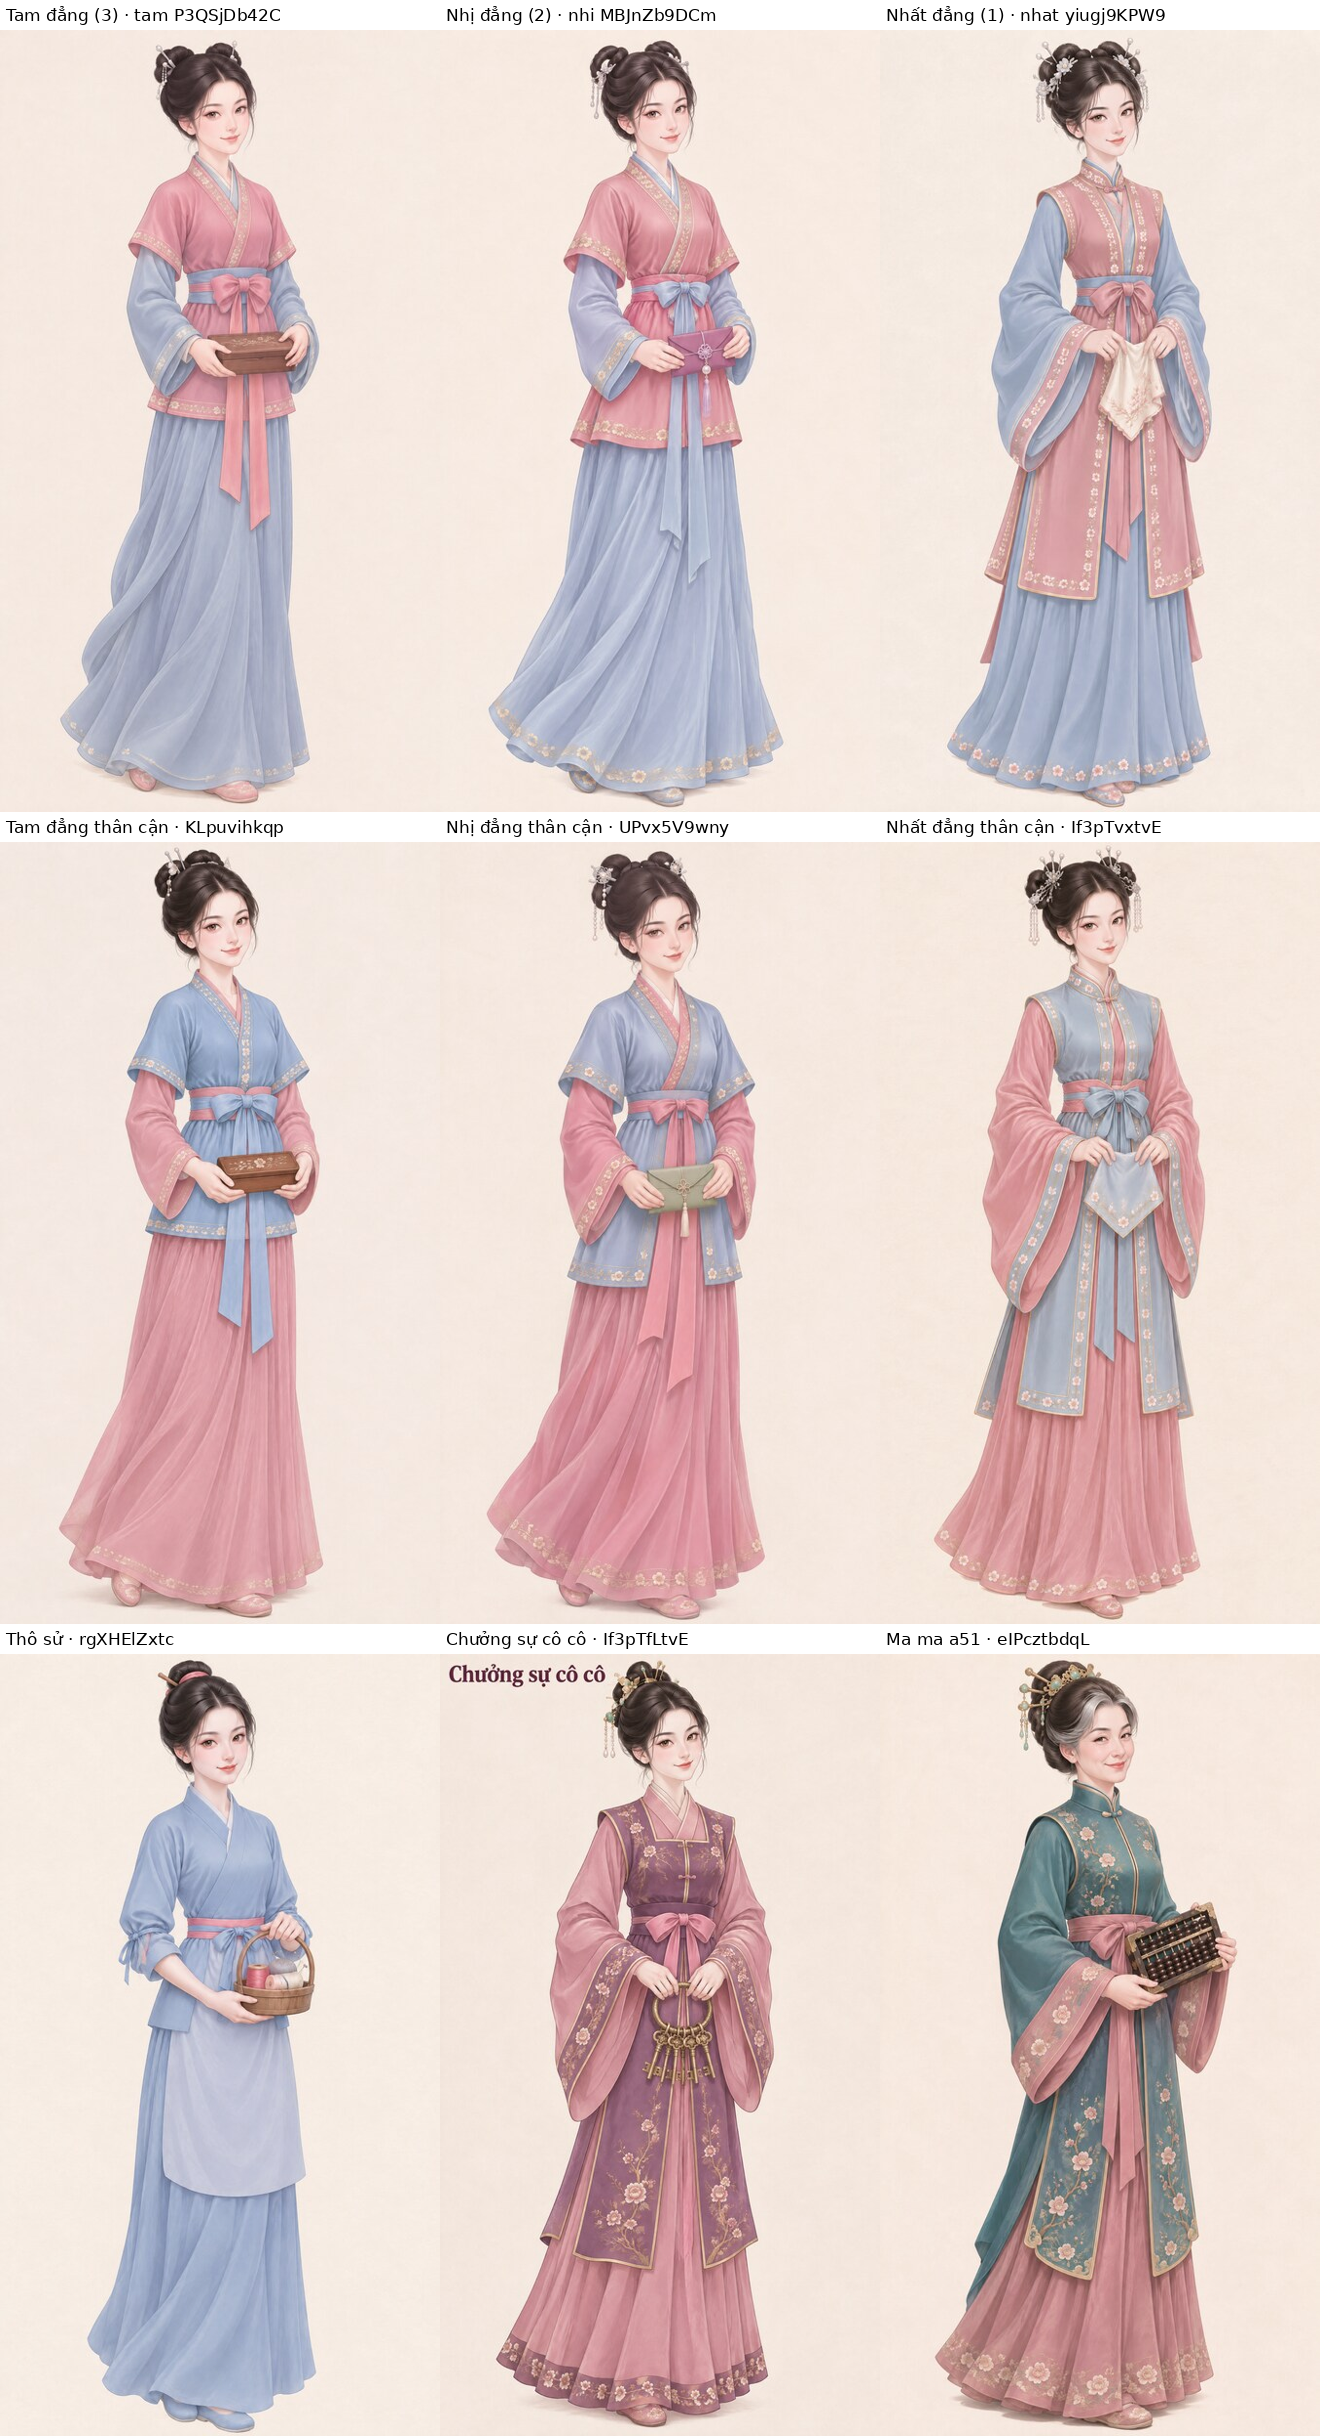 Tam đẳng (3) · tam P3QSjDb42C
Nhị đẳng (2) · nhi MBJnZb9DCm
Nhất đẳng (1) · nhat yiugj9KPW9
Tam đẳng thân cận · KLpuvihkqp
Nhị đẳng thân cận · UPvx5V9wny
Nhất đẳng thân cận · If3pTvxtvE
Thô sử · rgXHElZxtc
Chưởng sự cô cô · If3pTfLtvE
Ma ma a51 · eIPcztbdqL
Chưởng sự cô cô